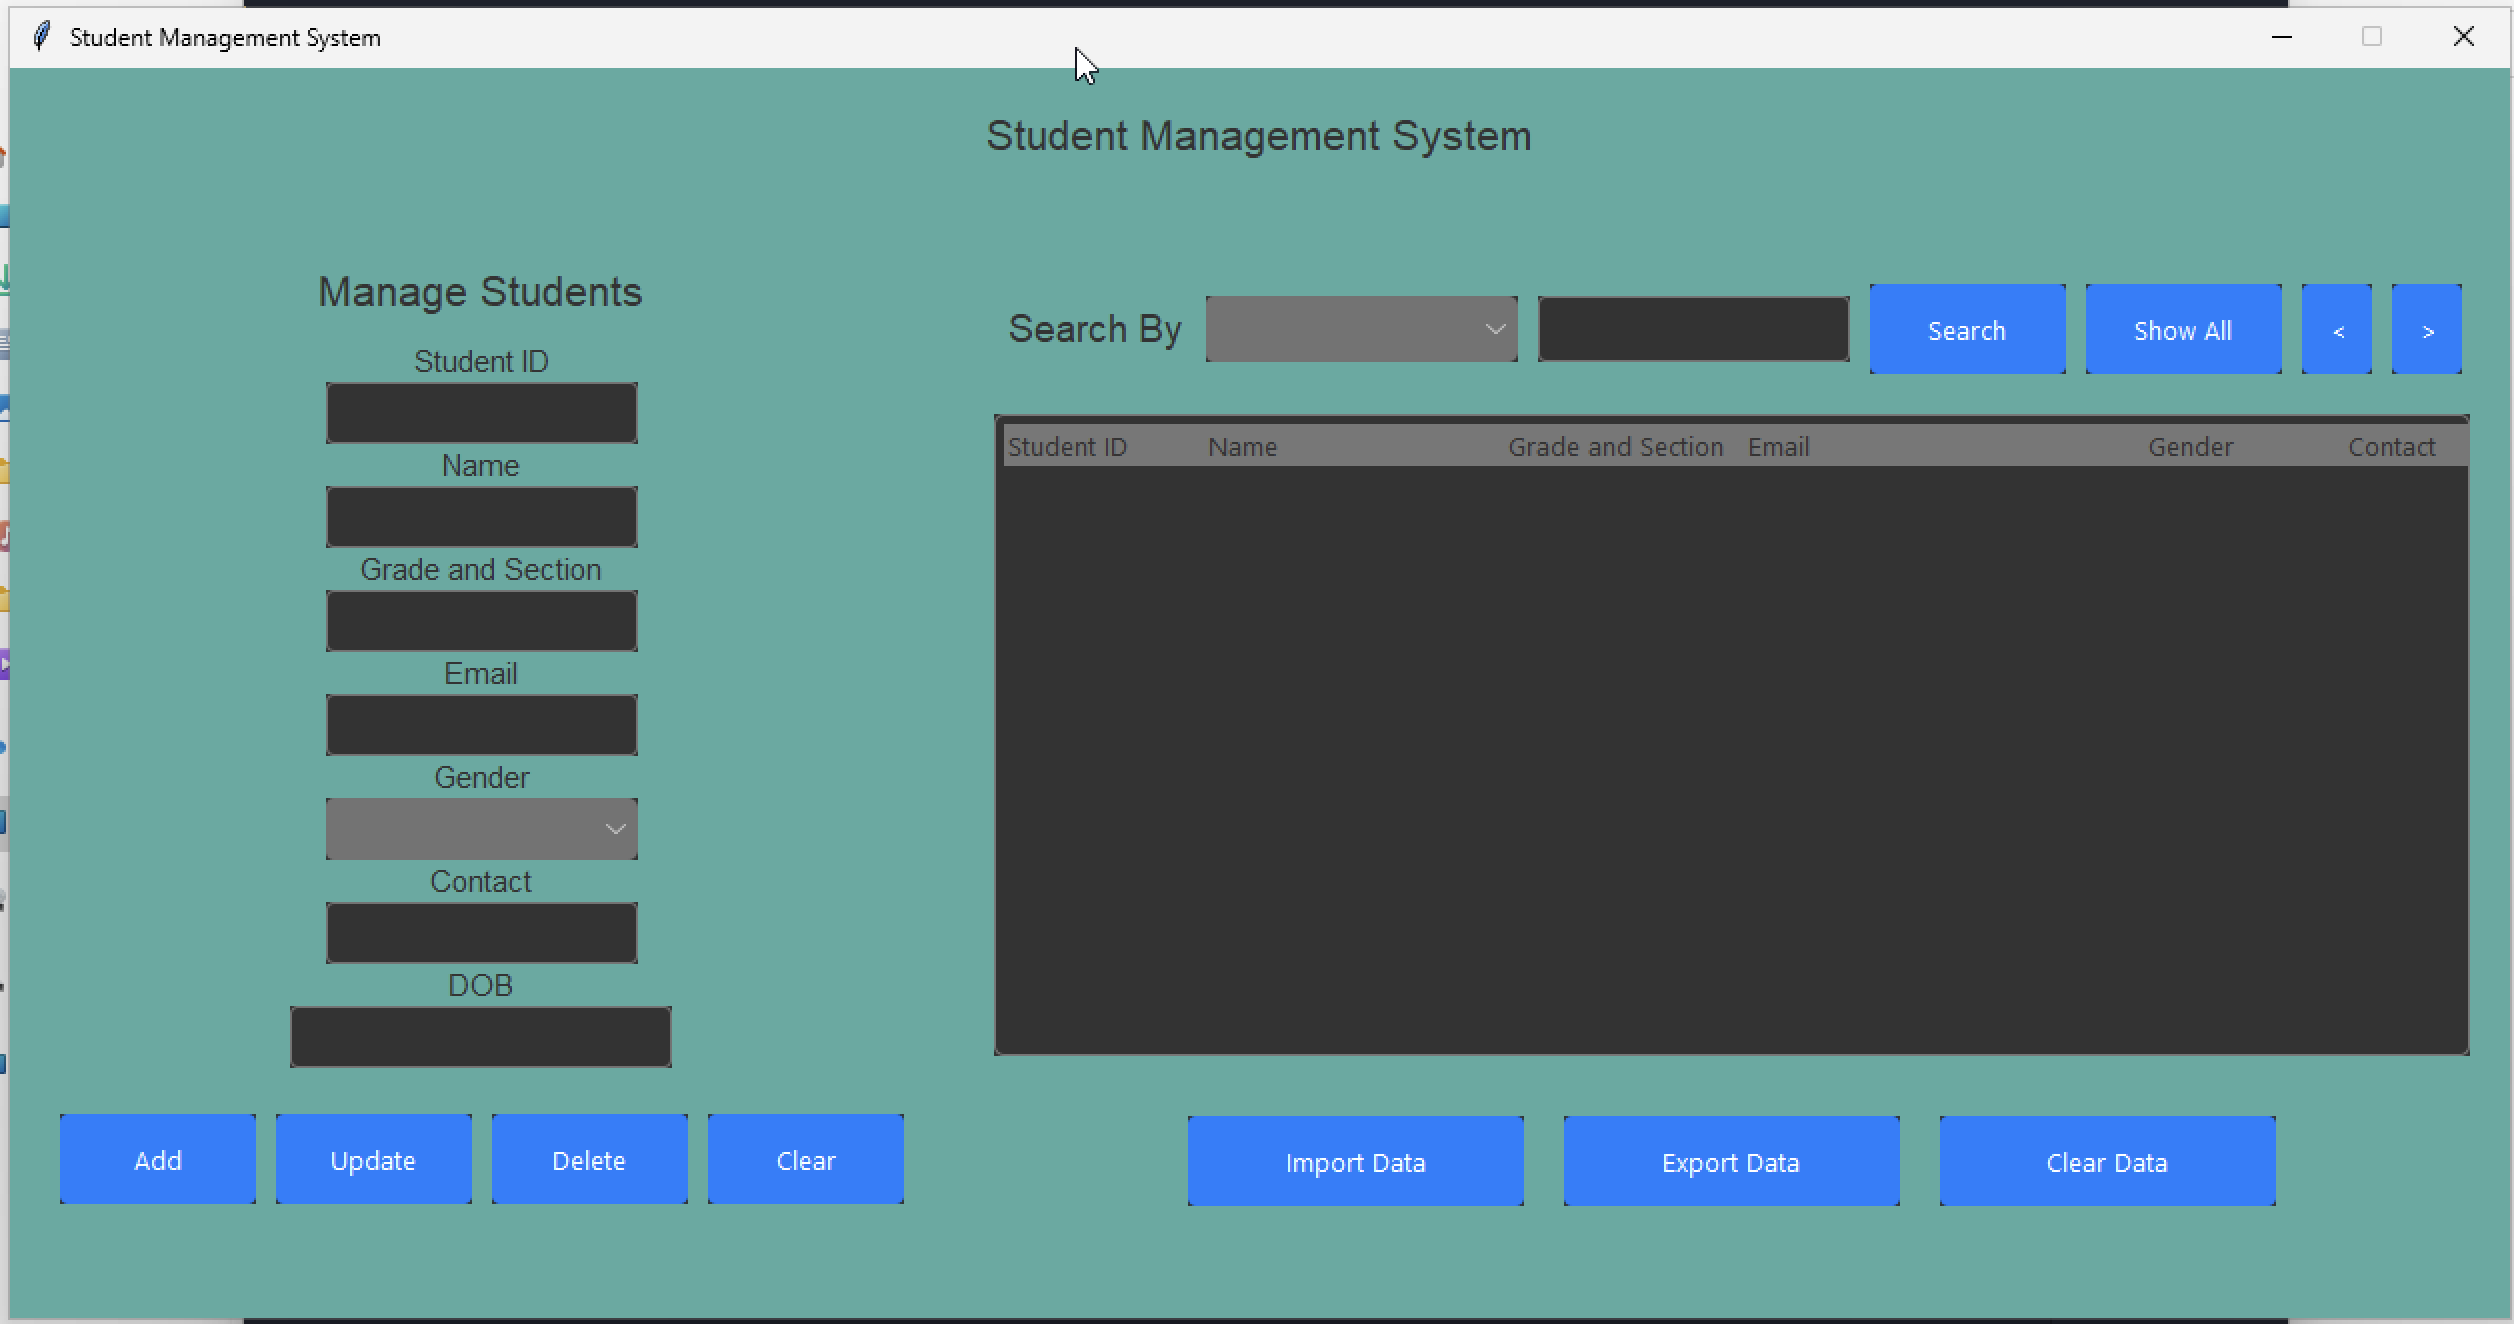 Student Management System
Student Management System
Manage Students
Student ID
Name
Grade and Section
Email
Gender
Contact
DOB
Add Update Delete Clear
Search By Search Show All < >
Student ID Name Grade and Section Email Gender Contact
Import Data Export Data Clear Data